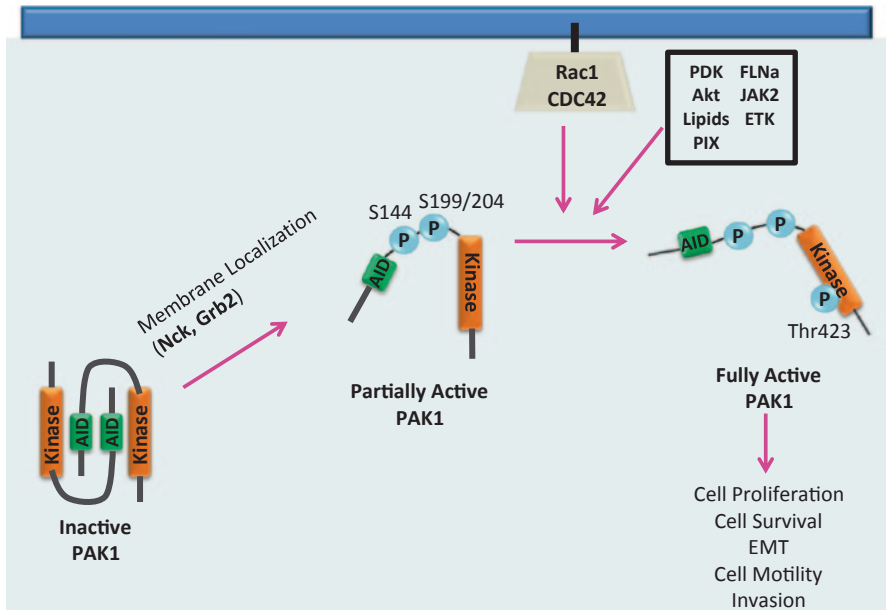 Rac1
CDC42
PDK FLNa
Akt JAK2
Lipids ETK
PIX
Membrane Localization
(Nck, Grb2)
S144
S199/204
P
P
AID
Kinase
Partially Active
PAK1
AID
P
P
Kinase
P
Thr423
Fully Active
PAK1
Kinase
AID
AID
Kinase
Inactive
PAK1
Cell Proliferation
Cell Survival
EMT
Cell Motility
Invasion